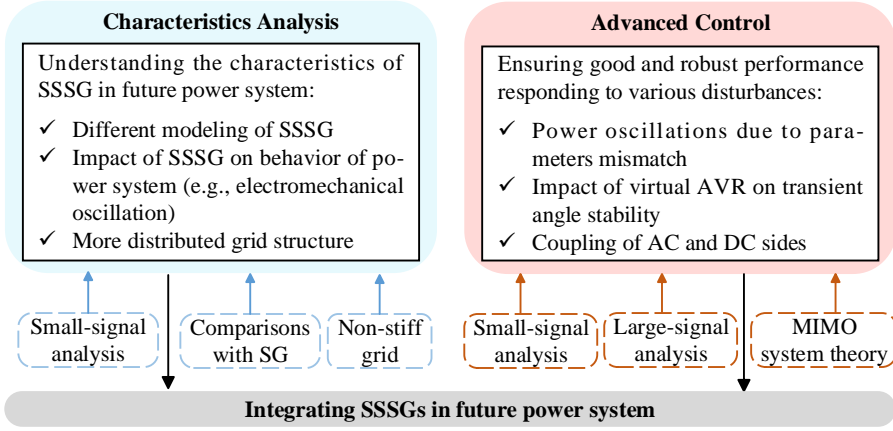 Characteristics Analysis
Understanding the characteristics of
SSSG in future power system:
✓ Different modeling of SSSG
✓ Impact of SSSG on behavior of po-
wer system (e.g., electromechanical
oscillation)
✓ More distributed grid structure
Small-signal
analysis
Comparisons
with SG
Non-stiff
grid
Advanced Control
Ensuring good and robust performance
responding to various disturbances:
✓ Power oscillations due to para-
meters mismatch
✓ Impact of virtual AVR on transient
angle stability
✓ Coupling of AC and DC sides
Small-signal
analysis
Large-signal
analysis
MIMO
system theory
Integrating SSSGs in future power system